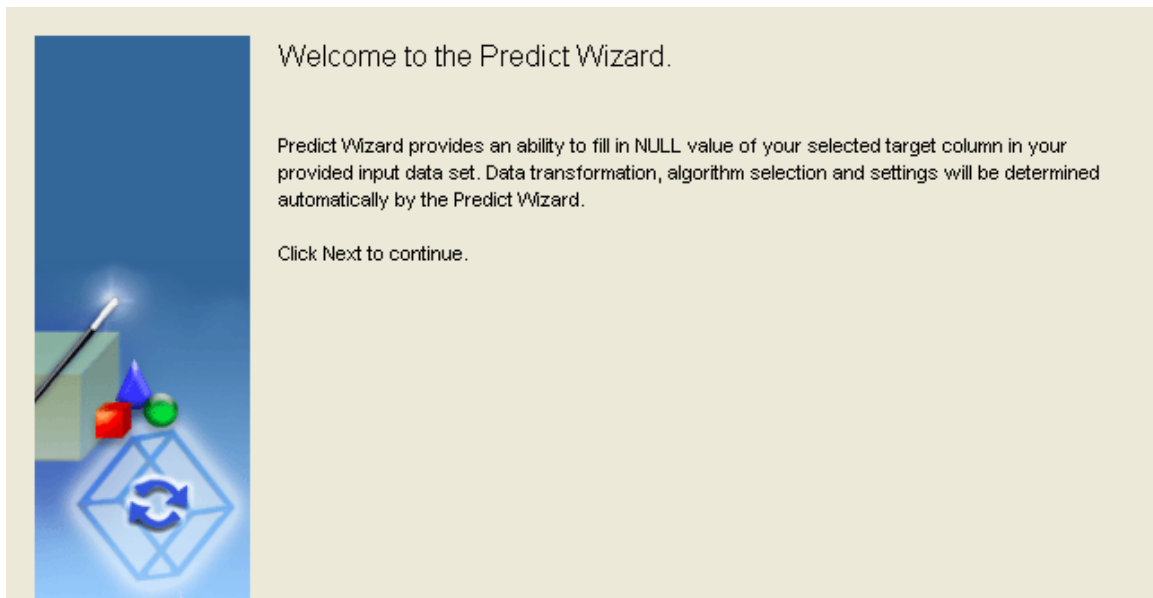 Welcome to the Predict Wizard.
Predict Wizard provides an ability to fill in NULL value of your selected target column in your
provided input data set. Data transformation, algorithm selection and settings will be determined
automatically by the Predict Wizard.
Click Next to continue.